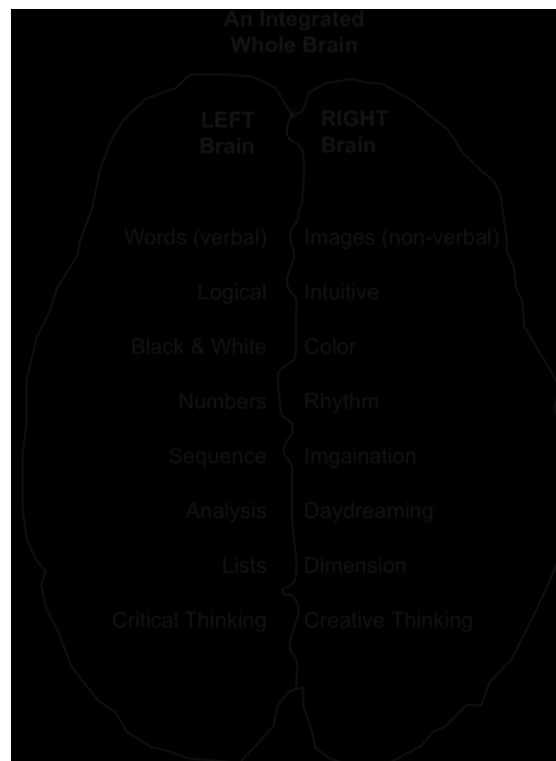 An Integrated
Whole Brain
LEFT RIGHT
Brain Brain
Words (verbal) Images (non-verbal)
Logical Intuitive
Black & White Color
Numbers Rhythm
Sequence Imgaination
Analysis Daydreaming
Lists Dimension
Critical Thinking Creative Thinking